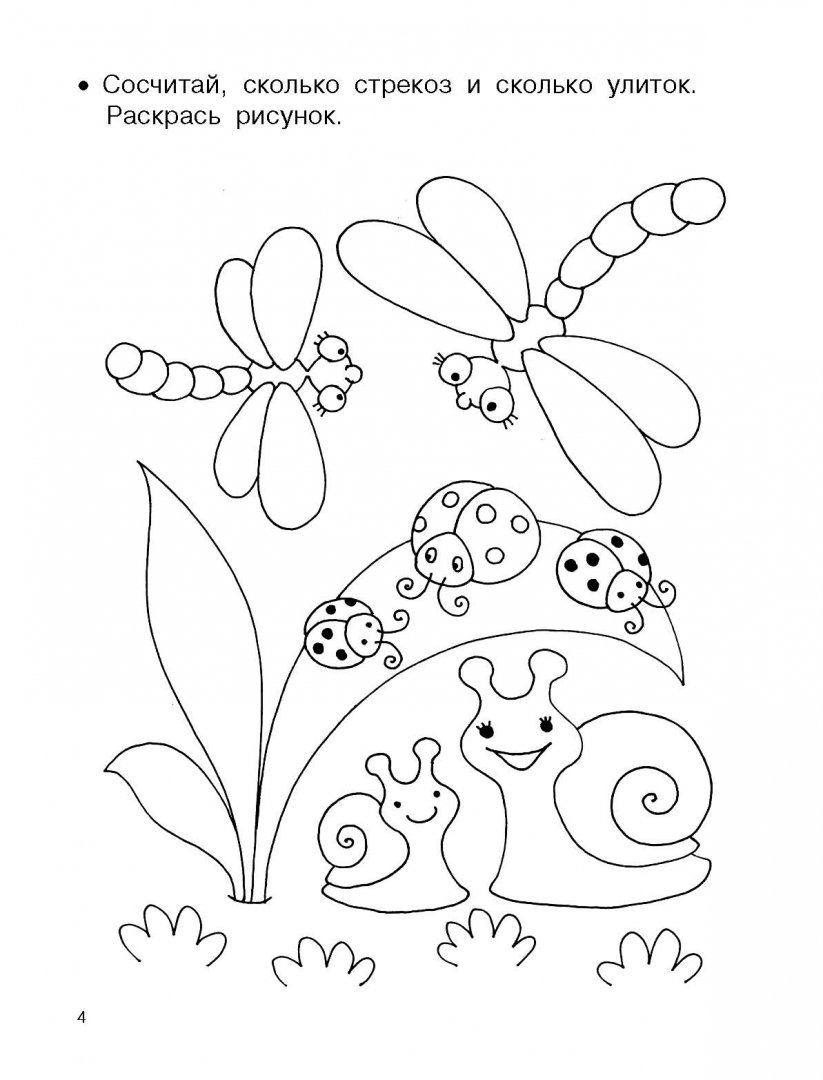 • Сосчитай, сколько стрекоз и сколько улиток.
Раскрась рисунок.
4